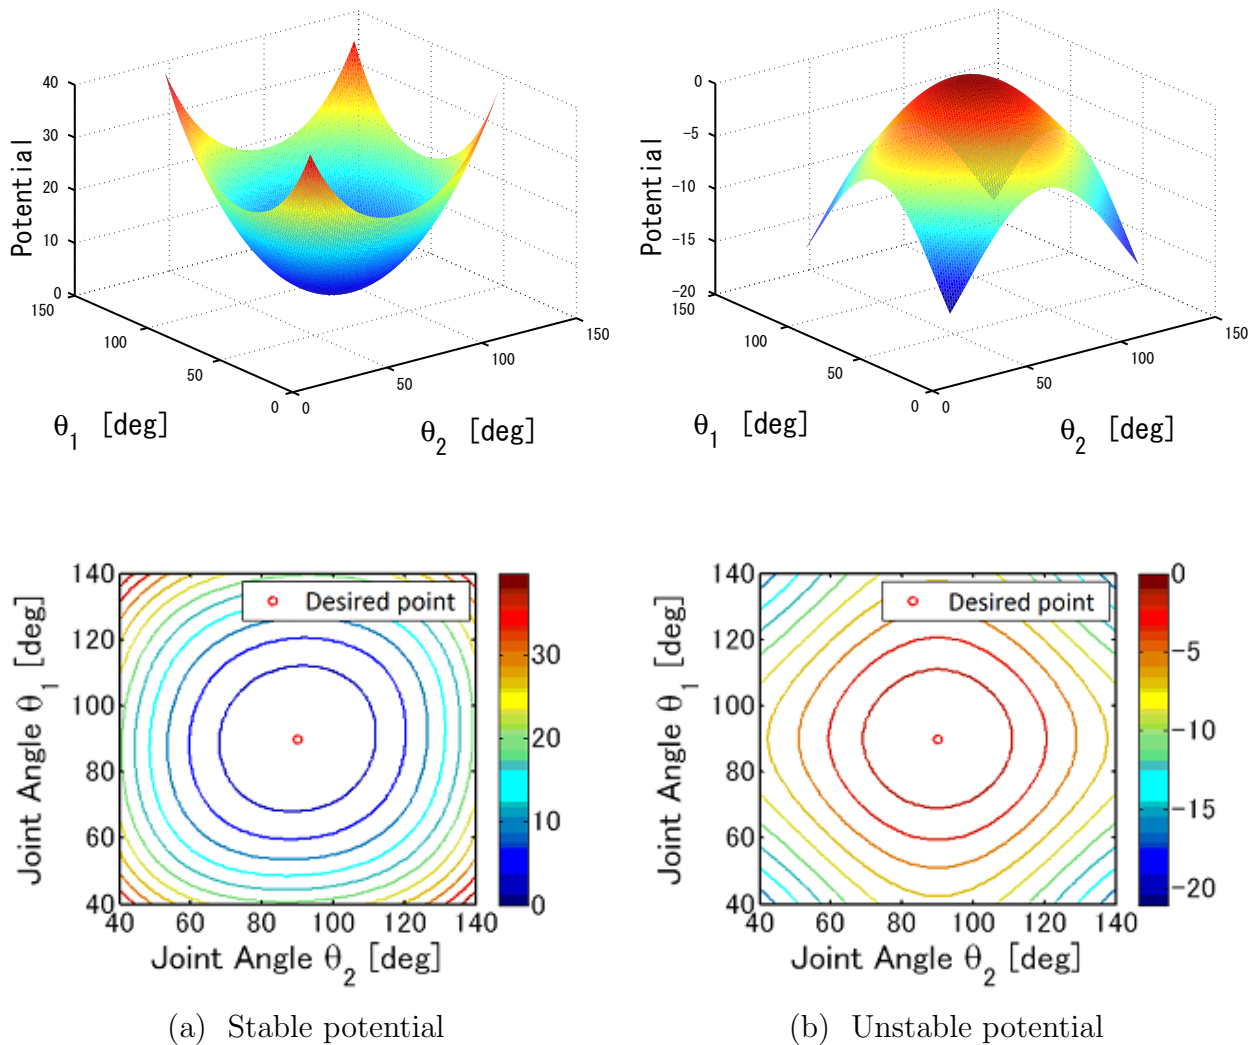 40
30
20
10
0
Potential
150
100
50
0
θ1 [deg]
0
50
100
150
θ2 [deg]
0
−5
−10
−15
−20
Potential
150
100
50
0
θ1 [deg]
0
50
100
150
θ2 [deg]
140
120
100
80
60
40
Joint Angle θ1 [deg]
Desired point
40 60 80 100 120 140
Joint Angle θ2 [deg]
30
20
10
0
140
120
100
80
60
40
Joint Angle θ1 [deg]
Desired point
40 60 80 100 120 140
Joint Angle θ2 [deg]
0
−5
−10
−15
−20
(a) Stable potential
(b) Unstable potential